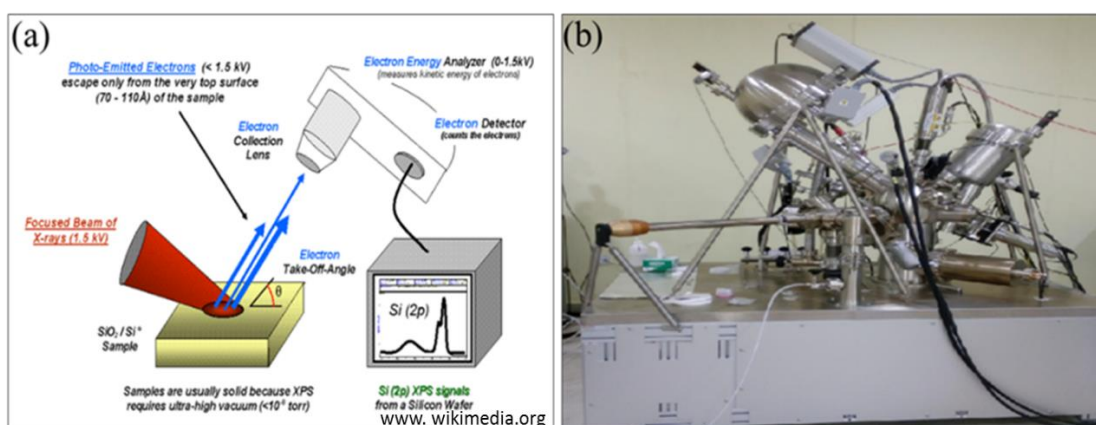 (a)
Photo-Emitted Electrons (< 1.5 kV)
escape only from the very top surface
(70 - 110Å) of the sample
Electron Energy Analyzer (0-1.5kV)
(measures kinetic energy of electrons)
Electron
Collection
Lens
Electron Detector
(counts the electrons)
Focused Beam of
X-rays (1.5 kV)
Electron
Take-Off-Angle
θ
SiO₂ / Si°
Sample
Si (2p)
Samples are usually solid because XPS
requires ultra-high vacuum (<10⁻⁸ torr)
Si (2p) XPS signals
from a Silicon Wafer
www. wikimedia.org
(b)